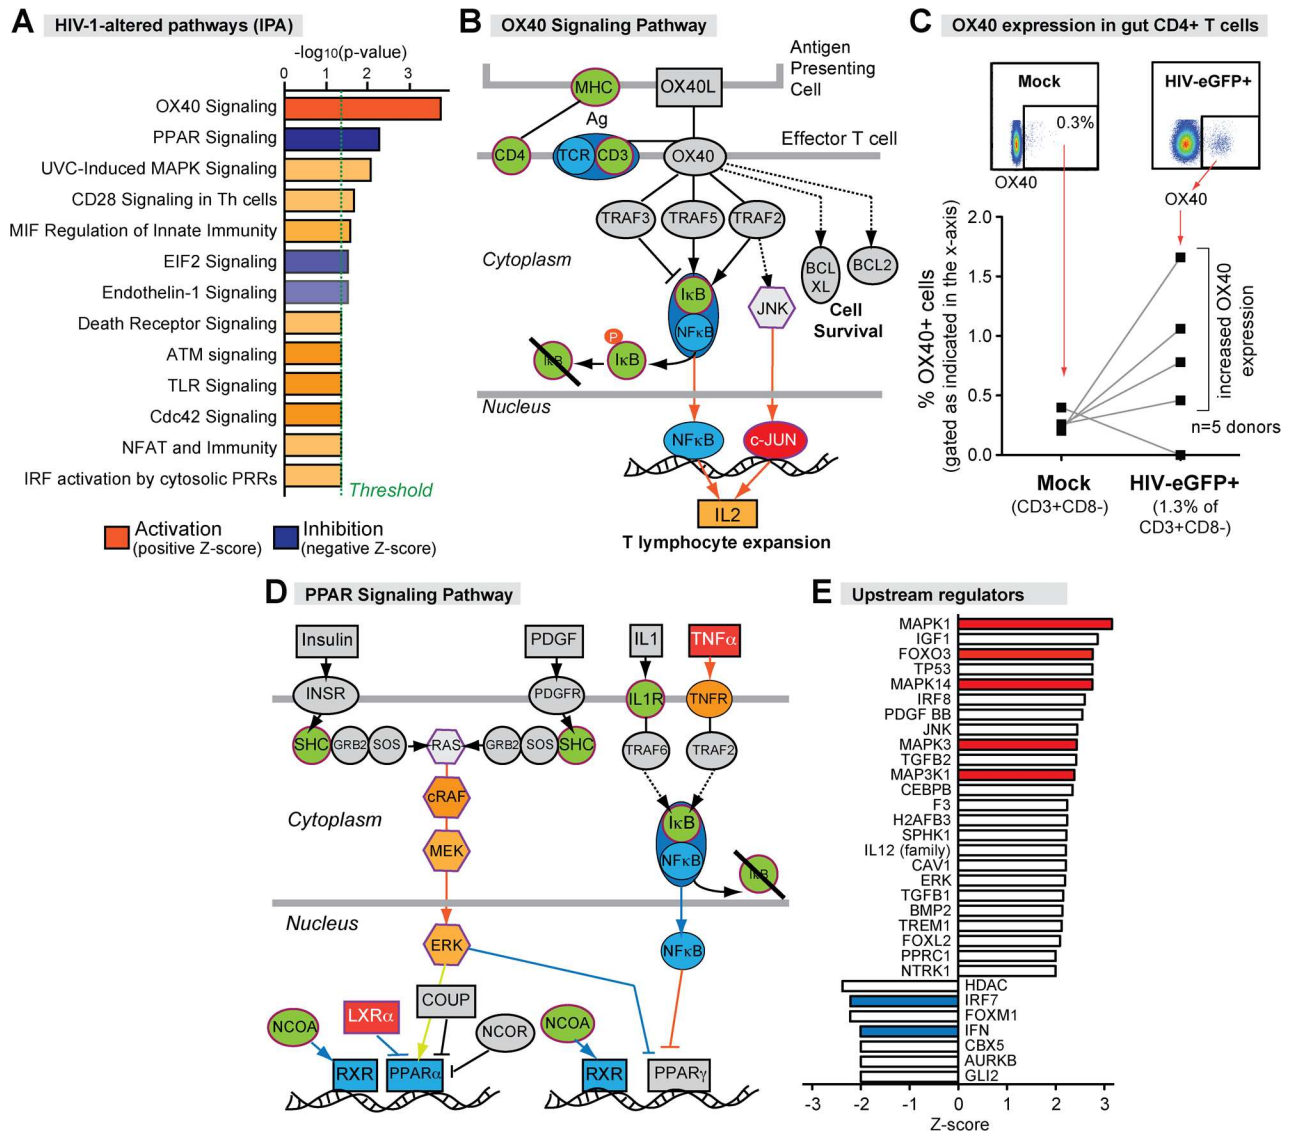 A HIV-1-altered pathways (IPA)
-log10(p-value)
0 1 2 3
OX40 Signaling
PPAR Signaling
UVC-Induced MAPK Signaling
CD28 Signaling in Th cells
MIF Regulation of Innate Immunity
EIF2 Signaling
Endothelin-1 Signaling
Death Receptor Signaling
ATM signaling
TLR Signaling
Cdc42 Signaling
NFAT and Immunity
IRF activation by cytosolic PRRs
Threshold
Activation
(positive Z-score)
Inhibition
(negative Z-score)
B OX40 Signaling Pathway
Antigen
Presenting
Cell
MHC
OX40L
Ag
Effector T cell
CD4
TCR
CD3
OX40
TRAF3
TRAF5
TRAF2
Cytoplasm
BCL
XL
BCL2
IκB
NFκB
JNK
Cell
Survival
P
IκB
IκB
Nucleus
NFκB
c-JUN
IL2
T lymphocyte expansion
C OX40 expression in gut CD4+ T cells
Mock
0.3%
OX40
HIV-eGFP+
OX40
% OX40+ cells
(gated as indicated in the x-axis)
2.0
1.5
1.0
0.5
0.0
increased OX40
expression
n=5 donors
Mock
(CD3+CD8-)
HIV-eGFP+
(1.3% of
CD3+CD8-)
D PPAR Signaling Pathway
Insulin
PDGF
IL1
TNFα
INSR
PDGFR
IL1R
TNFR
SHC
GRB2
SOS
RAS
GRB2
SOS
SHC
TRAF6
TRAF2
cRAF
Cytoplasm
IκB
MEK
NFκB
IκB
Nucleus
ERK
NFκB
COUP
NCOA
LXRα
NCOR
NCOA
RXR
PPARα
RXR
PPARγ
E Upstream regulators
MAPK1
IGF1
FOXO3
TP53
MAPK14
IRF8
PDGF BB
JNK
MAPK3
TGFB2
MAP3K1
CEBPB
F3
H2AFB3
SPHK1
IL12 (family)
CAV1
ERK
TGFB1
BMP2
TREM1
FOXL2
PPRC1
NTRK1
HDAC
IRF7
FOXM1
IFN
CBX5
AURKB
GLI2
-3 -2 -1 0 1 2 3
Z-score